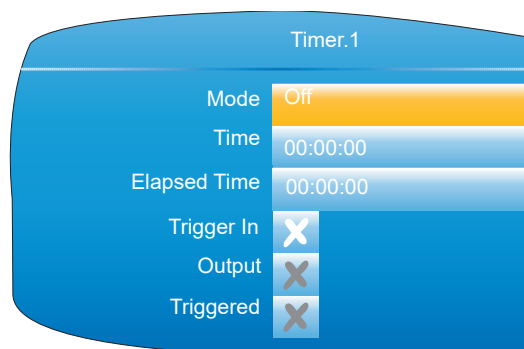 Timer.1
Mode Off
Time 00:00:00
Elapsed Time 00:00:00
Trigger In
Output
Triggered